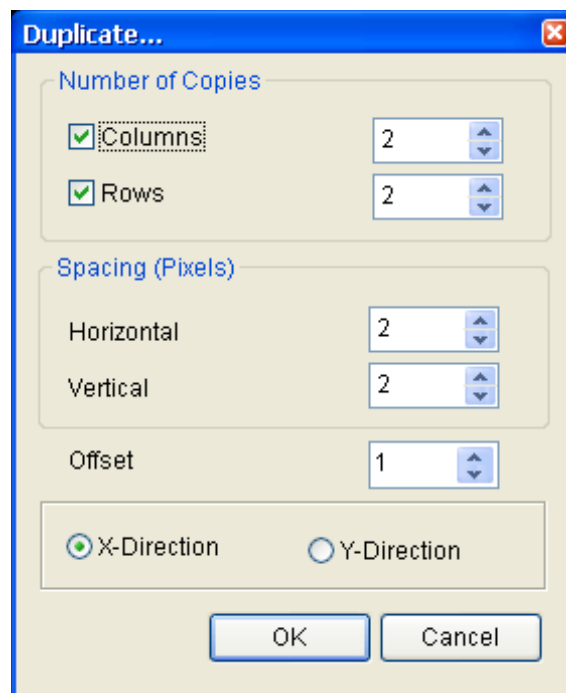 Duplicate...
Number of Copies
Columns 2
Rows 2
Spacing (Pixels)
Horizontal 2
Vertical 2
Offset 1
X-Direction Y-Direction
OK Cancel